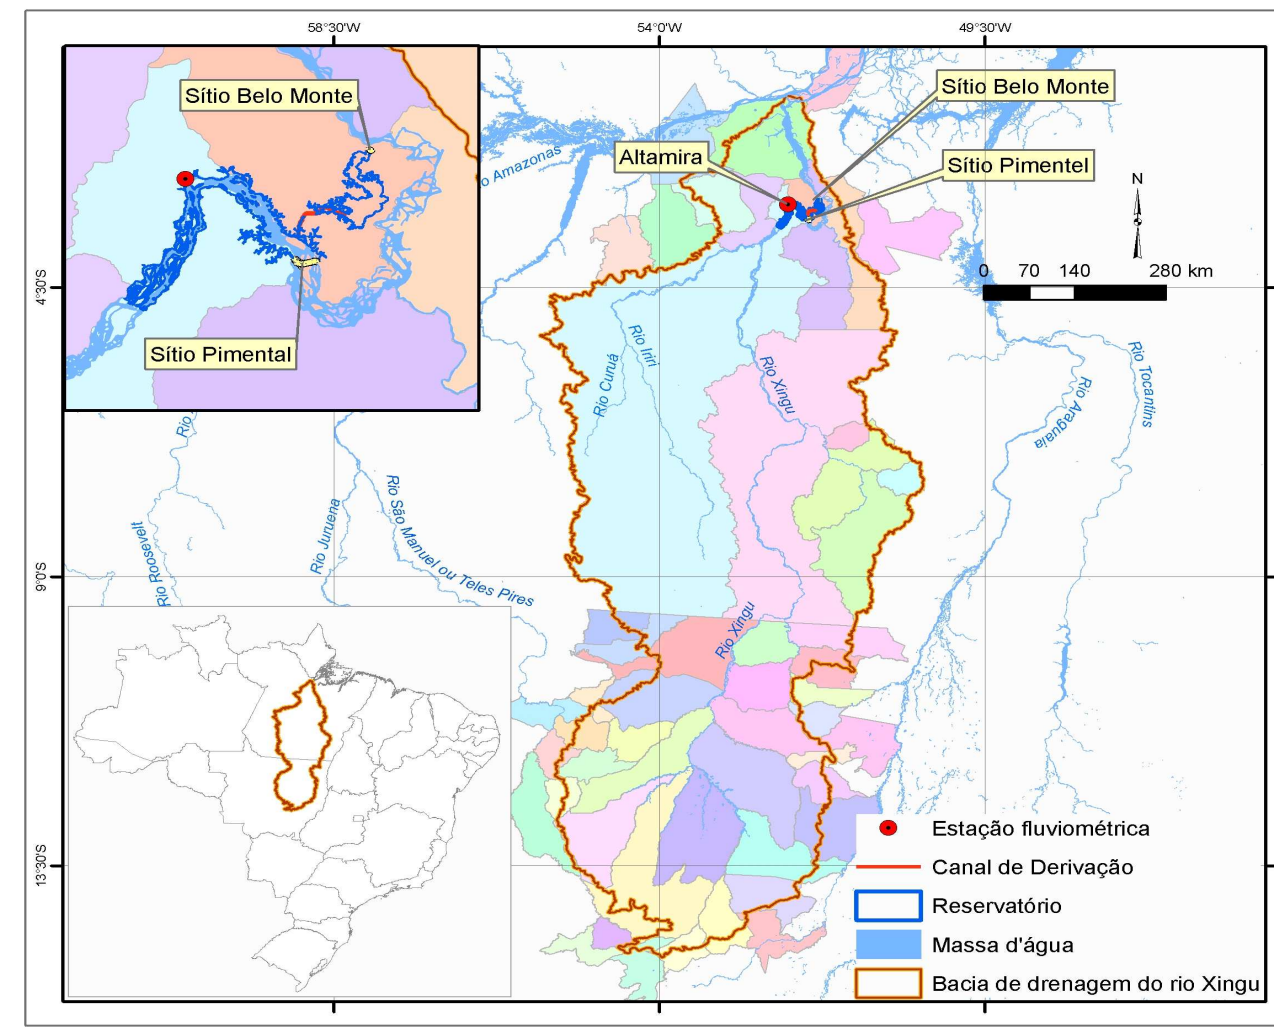 58°30'W
54°0'W
49°30'W
Sítio Belo Monte
Sítio Pimental
Sítio Belo Monte
Altamira
Sítio Pimentel
o Amazonas
N
0 70 140 280 km
4°30'S
9°0'S
13°30'S
Rio Iriri
Rio Curuá
Rio Xingu
Rio Tocantins
Rio Araguaia
Rio
Rio Roosevelt
Rio Juruena
Rio São Manuel ou Teles Pires
Rio Xingu
Estação fluviométrica
Canal de Derivação
Reservatório
Massa d'água
Bacia de drenagem do rio Xingu